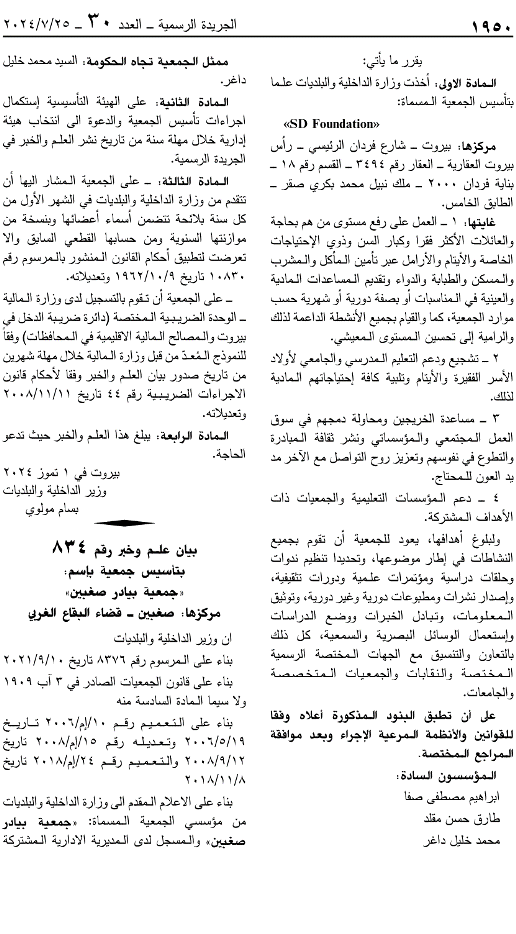 ١٩٥٠
الجريدة الرسمية ــ العدد ٣٠ ــ ٢٠٢٤/٧/٢٥
يقرر ما يأتي:
المادة الاولى: أخذت وزارة الداخلية والبلديات علما
بتأسيس الجمعية المسماة:
«SD Foundation»
مركزها: بيروت ــ شارع فردان الرئيسي ــ رأس
بيروت العقارية ــ العقار رقم ٣٤٩٤ ــ القسم رقم ١٨ ــ
بناية فردان ٢٠٠٠ ــ ملك نبيل محمد بكري صقر ــ
الطابق الخامس.
غايتها: ١ ــ العمل على رفع مستوى من هم بحاجة
والعائلات الأكثر فقرا وكبار السن وذوي الإحتياجات
الخاصة والأيتام والأرامل عبر تأمين المأكل والمشرب
والمسكن والطبابة والدواء وتقديم المساعدات المادية
والعينية في المناسبات أو بصفة دورية أو شهرية حسب
موارد الجمعية، كما والقيام بجميع الأنشطة الداعمة لذلك
والرامية إلى تحسين المستوى المعيشي.
٢ ــ تشجيع ودعم التعليم المدرسي والجامعي لأولاد
الأسر الفقيرة والأيتام وتلبية كافة إحتياجاتهم المادية
لذلك.
٣ ــ مساعدة الخريجين ومحاولة دمجهم في سوق
العمل المجتمعي والمؤسساتي ونشر ثقافة المبادرة
والتطوع في نفوسهم وتعزيز روح التواصل مع الآخر مد
يد العون للمحتاج.
٤ ــ دعم المؤسسات التعليمية والجمعيات ذات
الأهداف المشتركة.
ولبلوغ أهدافها، يعود للجمعية أن تقوم بجميع
النشاطات في إطار موضوعها، وتحديدا تنظيم ندوات
وحلقات دراسية ومؤتمرات علمية ودورات تثقيفية،
وإصدار نشرات ومطبوعات دورية وغير دورية، وتوثيق
المعلومات، وتبادل الخبرات ووضع الدراسات
وإستعمال الوسائل البصرية والسمعية، كل ذلك
بالتعاون والتنسيق مع الجهات المختصة الرسمية
المختصة والنقابات والجمعيات المتخصصة
والجامعات.
على أن تطبق البنود المذكورة أعلاه وفقا
للقوانين والأنظمة المرعية الإجراء وبعد موافقة
المراجع المختصة.
المؤسسون السادة:
ابراهيم مصطفى صفا
طارق حسن مقلد
محمد خليل داغر
ممثل الجمعية تجاه الحكومة: السيد محمد خليل
داغر.
المادة الثانية: على الهيئة التأسيسية إستكمال
اجراءات تأسيس الجمعية والدعوة الى انتخاب هيئة
إدارية خلال مهلة سنة من تاريخ نشر العلم والخبر في
الجريدة الرسمية.
المادة الثالثة: ــ على الجمعية المشار اليها أن
تتقدم من وزارة الداخلية والبلديات في الشهر الأول من
كل سنة بلائحة تتضمن أسماء أعضائها وبنسخة من
موازنتها السنوية ومن حسابها القطعي السابق والا
تعرضت لتطبيق أحكام القانون المنشور بالمرسوم رقم
١٠٨٣٠ تاريخ ١٩٦٢/١٠/٩ وتعديلاته.
ــ على الجمعية أن تقوم بالتسجيل لدى وزارة المالية
ــ الوحدة الضريبية المختصة (دائرة ضريبة الدخل في
بيروت والمصالح المالية الاقليمية في المحافظات) وفقاً
للنموذج المُعدّ من قبل وزارة المالية خلال مهلة شهرين
من تاريخ صدور بيان العلم والخبر وفقا لأحكام قانون
الاجراءات الضريبية رقم ٤٤ تاريخ ٢٠٠٨/١١/١١
وتعديلاته.
المادة الرابعة: يبلغ هذا العلم والخبر حيث تدعو
الحاجة.
بيروت في ١ تموز ٢٠٢٤
وزير الداخلية والبلديات
بسام مولوي
بيان علم وخبر رقم ٨٣٤
بتأسيس جمعية بإسم:
«جمعية بيادر صغبين»
مركزها: صغبين ــ قضاء البقاع الغربي
ان وزير الداخلية والبلديات
بناء على المرسوم رقم ٨٣٧٦ تاريخ ٢٠٢١/٩/١٠
بناء على قانون الجمعيات الصادر في ٣ آب ١٩٠٩
ولا سيما المادة السادسة منه
بناء على التعميم رقم ١٠/إم/٢٠٠٦ تاريخ
٢٠٠٦/٥/١٩ وتعديله رقم ١٥/إم/٢٠٠٨ تاريخ
٢٠٠٨/٩/١٢ والتعميم رقم ٢٤/إم/٢٠١٨ تاريخ
٢٠١٨/١١/٨
بناء على الاعلام المقدم الى وزارة الداخلية والبلديات
من مؤسسي الجمعية المسماة: «جمعية بيادر
صغبين» والمسجل لدى المديرية الادارية المشتركة